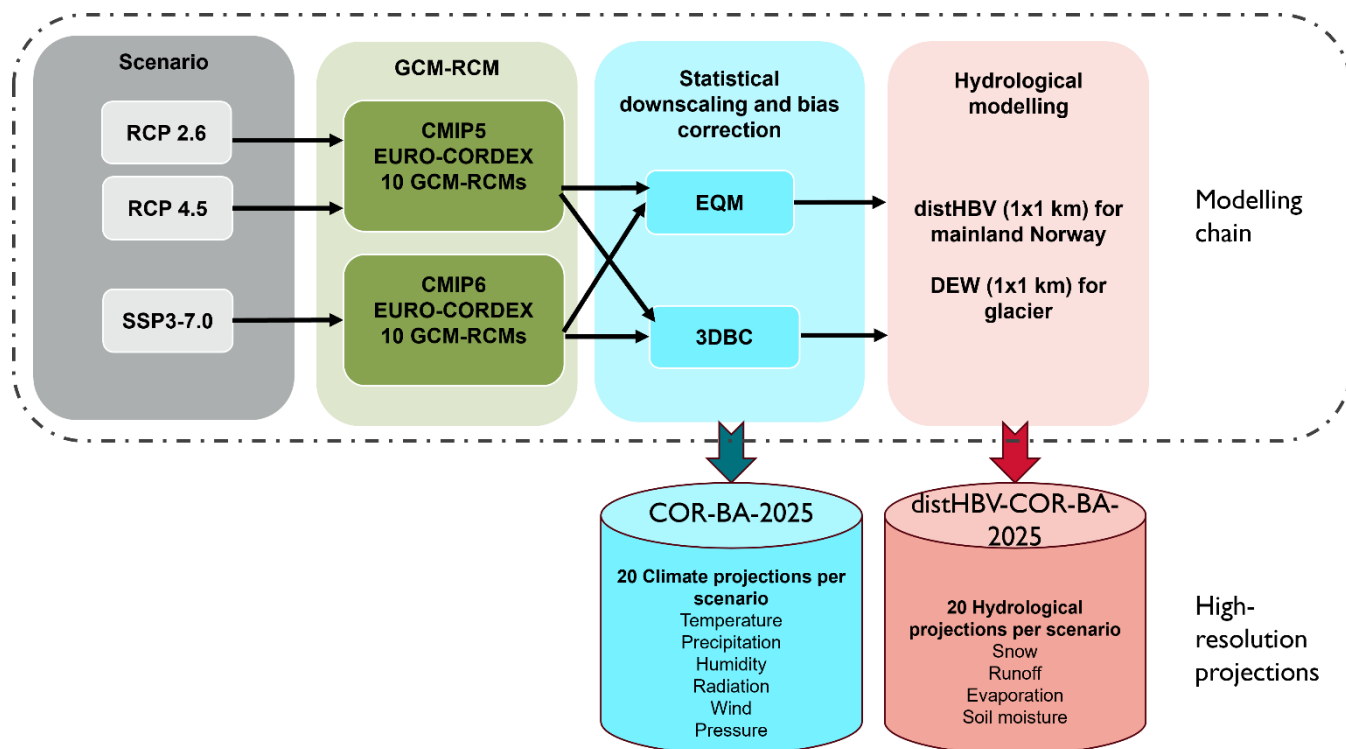 Scenario
RCP 2.6
RCP 4.5
SSP3-7.0
GCM-RCM
CMIP5
EURO-CORDEX
10 GCM-RCMs
CMIP6
EURO-CORDEX
10 GCM-RCMs
Statistical
downscaling and bias
correction
EQM
3DBC
Hydrological
modelling
distHBV (1x1 km) for
mainland Norway
DEW (1x1 km) for
glacier
Modelling
chain
COR-BA-2025
20 Climate projections per
scenario
Temperature
Precipitation
Humidity
Radiation
Wind
Pressure
distHBV-COR-BA-
2025
20 Hydrological
projections per scenario
Snow
Runoff
Evaporation
Soil moisture
High-
resolution
projections